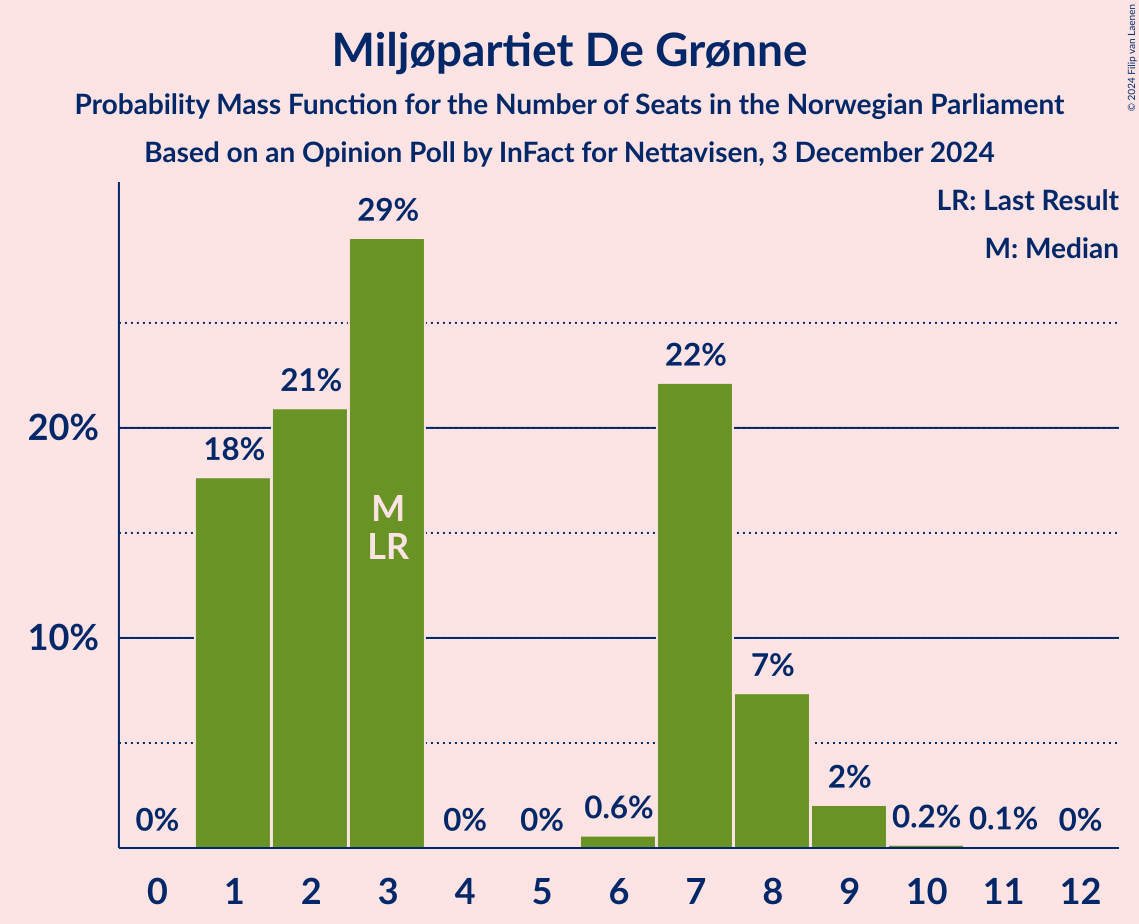 Miljøpartiet De Grønne
Probability Mass Function for the Number of Seats in the Norwegian Parliament
Based on an Opinion Poll by InFact for Nettavisen, 3 December 2024
© 2024 Filip van Laenen
LR: Last Result
M: Median
29%
22%
21%
20%
18%
M
LR
10%
7%
2%
0% 0% 0% 0.6% 0.2% 0.1% 0%
0 1 2 3 4 5 6 7 8 9 10 11 12